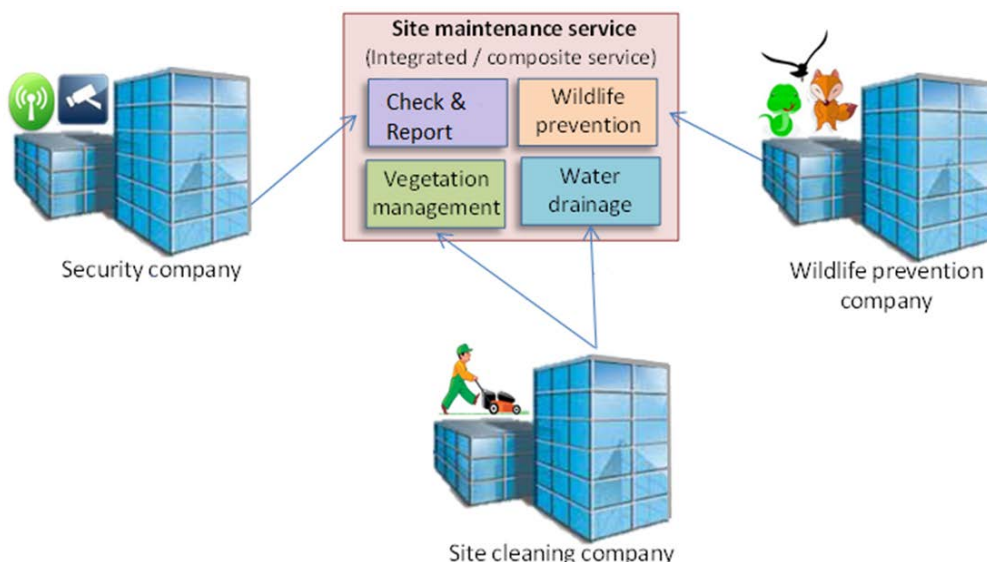 Site maintenance service
(Integrated / composite service)
Check &
Report
Wildlife
prevention
Vegetation
management
Water
drainage
Security company
Wildlife prevention
company
Site cleaning company